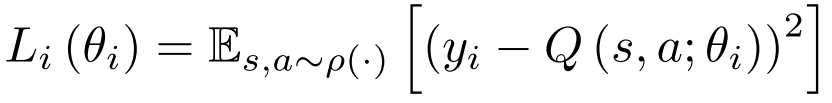 L_i (θ_i) = 𝔼_{s,a∼ρ(·)} [(y_i − Q (s, a; θ_i))^2]